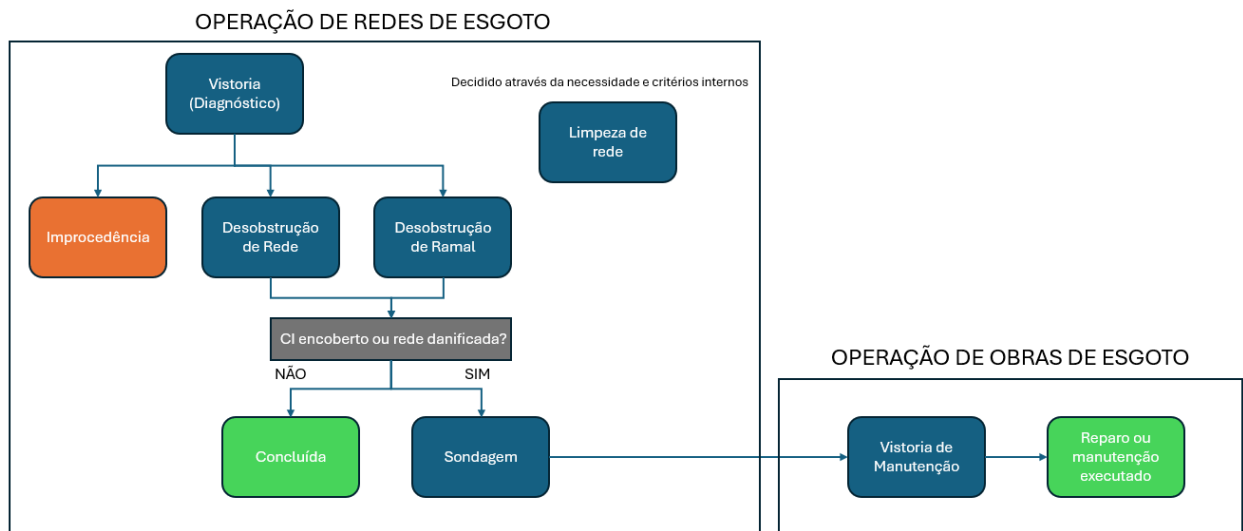 OPERAÇÃO DE REDES DE ESGOTO
Vistoria
(Diagnóstico)
Decidido através da necessidade e critérios internos
Limpeza de
rede
Improcedência
Desobstrução
de Rede
Desobstrução
de Ramal
CI encoberto ou rede danificada?
NÃO
SIM
Concluída
Sondagem
OPERAÇÃO DE OBRAS DE ESGOTO
Vistoria de
Manutenção
Reparo ou
manutenção
executado